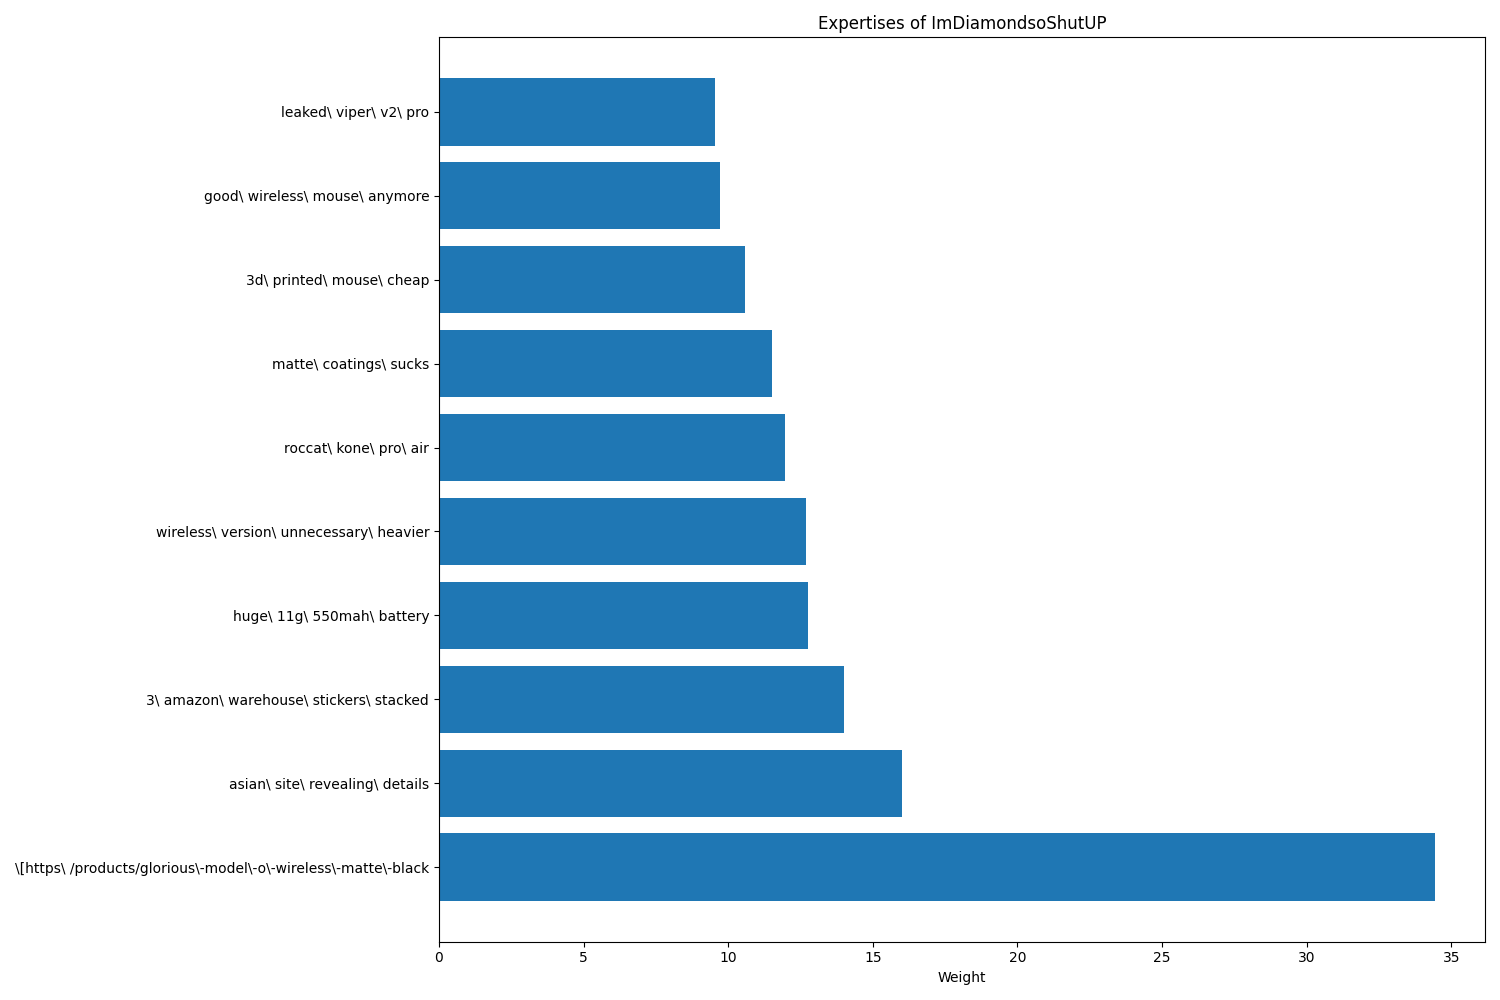 Expertises of ImDiamondsoShutUP
leaked\ viper\ v2\ pro
good\ wireless\ mouse\ anymore
3d\ printed\ mouse\ cheap
matte\ coatings\ sucks
roccat\ kone\ pro\ air
wireless\ version\ unnecessary\ heavier
huge\ 11g\ 550mah\ battery
3\ amazon\ warehouse\ stickers\ stacked
asian\ site\ revealing\ details
\[https\ /products/glorious\-model\-o\-wireless\-matte\-black
0 5 10 15 20 25 30 35
Weight